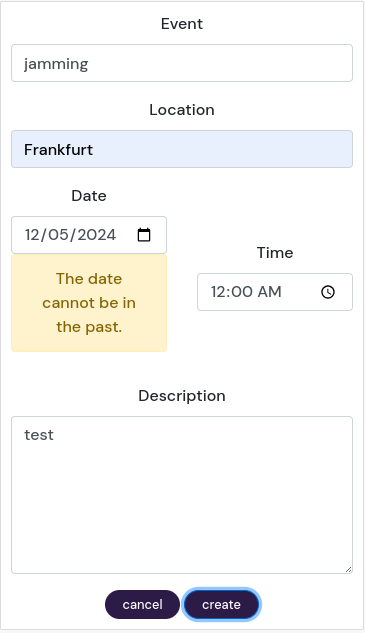 Event
jamming
Location
Frankfurt
Date
12/05/2024
The date
cannot be in
the past.
Time
12:00 AM
Description
test
cancel
create